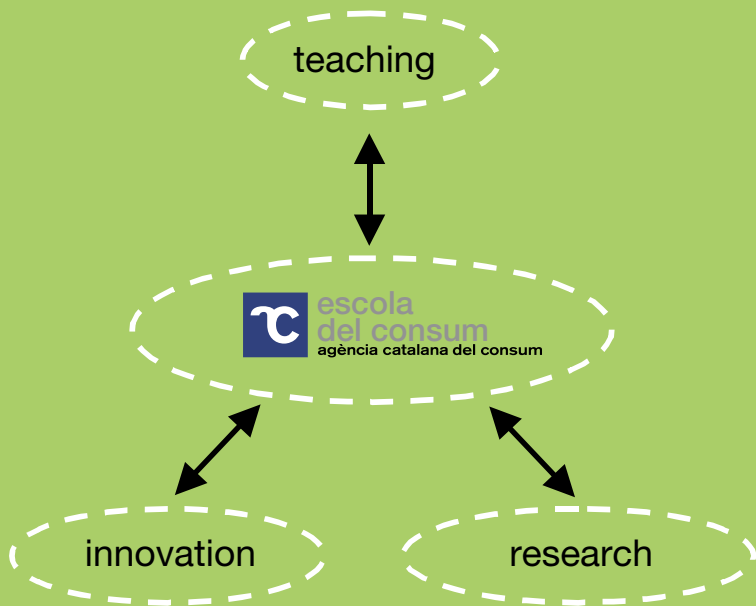 teaching
escola
del consum
agència catalana del consum
innovation
research